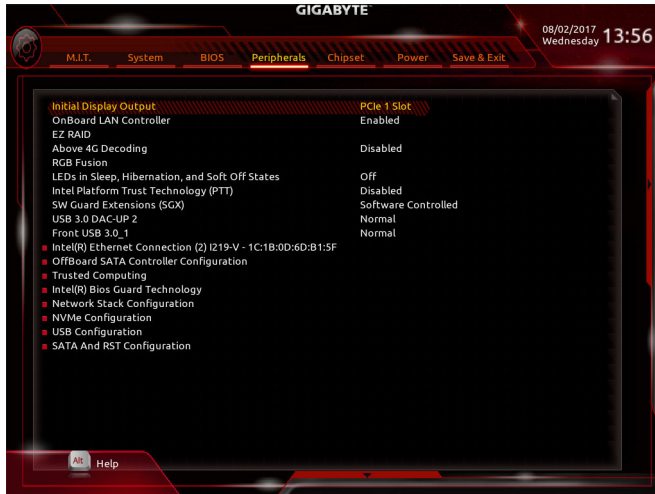 GIGABYTE™
08/02/2017 13:56
Wednesday
M.I.T. System BIOS Peripherals Chipset Power Save & Exit
Initial Display Output PCIe 1 Slot
OnBoard LAN Controller Enabled
EZ RAID
Above 4G Decoding Disabled
RGB Fusion
LEDs in Sleep, Hibernation, and Soft Off States Off
Intel Platform Trust Technology (PTT) Disabled
SW Guard Extensions (SGX) Software Controlled
USB 3.0 DAC-UP 2 Normal
Front USB 3.0_1 Normal
Intel(R) Ethernet Connection (2) I219-V - 1C:1B:0D:6D:B1:5F
OffBoard SATA Controller Configuration
Trusted Computing
Intel(R) Bios Guard Technology
Network Stack Configuration
NVMe Configuration
USB Configuration
SATA And RST Configuration
Alt Help